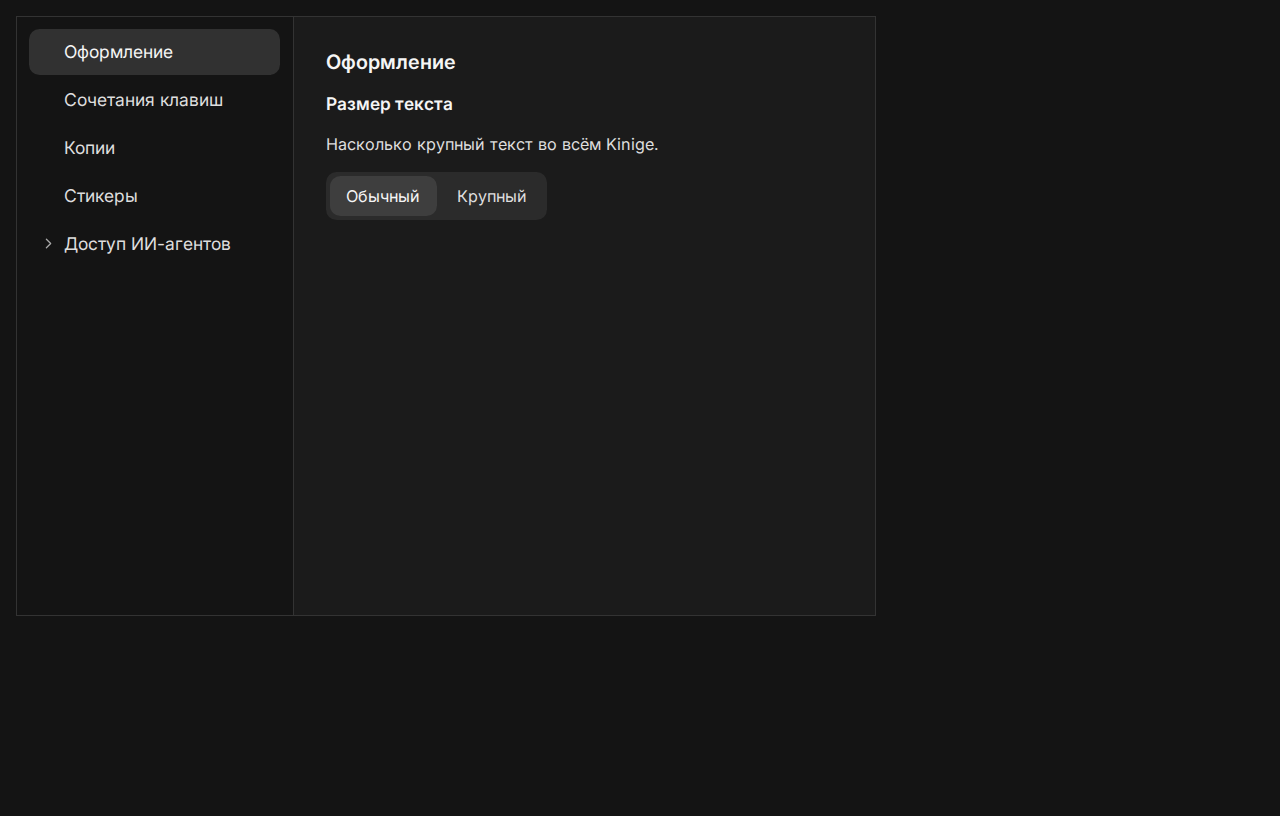 Оформление
Сочетания клавиш
Копии
Стикеры
Доступ ИИ-агентов
Оформление
Размер текста
Насколько крупный текст во всём Kinige.
Обычный Крупный